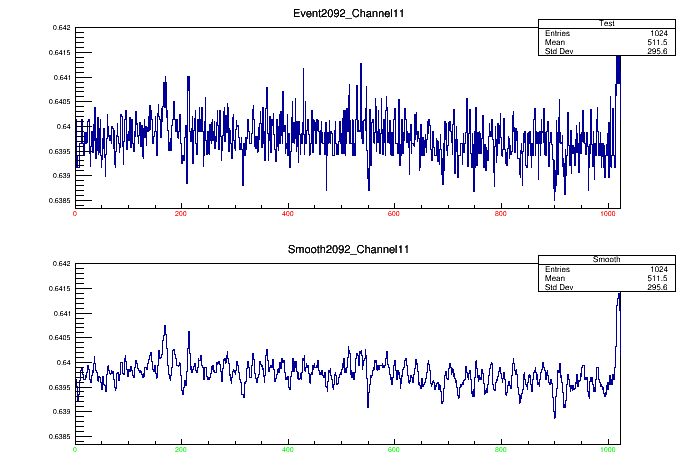 Event2092_Channel11
Test
Entries 1024
Mean 511.5
Std Dev 295.6
0.642
0.6415
0.641
0.6405
0.64
0.6395
0.639
0.6385
0 200 400 600 800 1000
Smooth2092_Channel11
Smooth
Entries 1024
Mean 511.5
Std Dev 295.6
0.642
0.6415
0.641
0.6405
0.64
0.6395
0.639
0.6385
0 200 400 600 800 1000